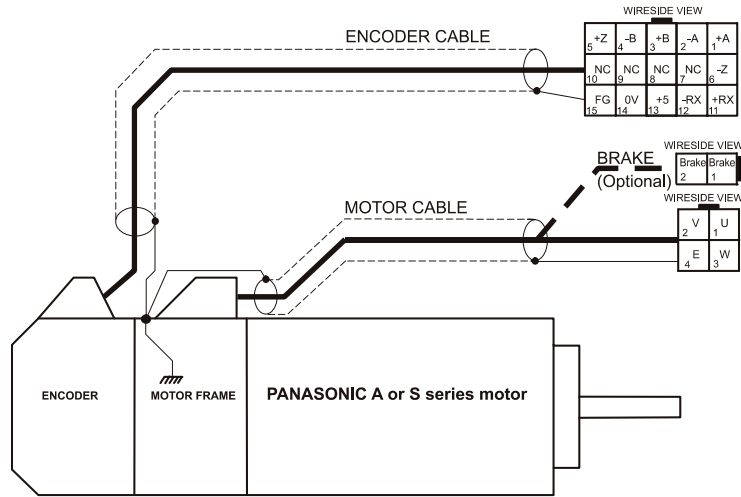 WIRESIDE VIEW
ENCODER CABLE
+Z -B +B -A +A
5 4 3 2 1
NC NC NC NC -Z
10 9 8 7 6
FG 0V +5 -RX +RX
15 14 13 12 11
WIRESIDE VIEW
BRAKE
(Optional)
Brake Brake
2 1
WIRESIDE VIEW
MOTOR CABLE
V U
2 1
E W
4 3
ENCODER
MOTOR FRAME
PANASONIC A or S series motor